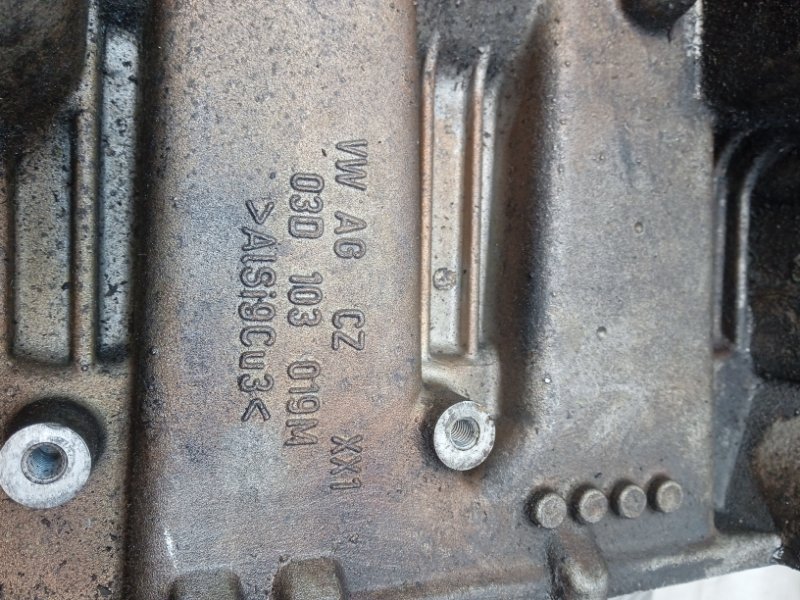 VW AG CZ XX1
03D 103 019M
>AlSi9Cu3<